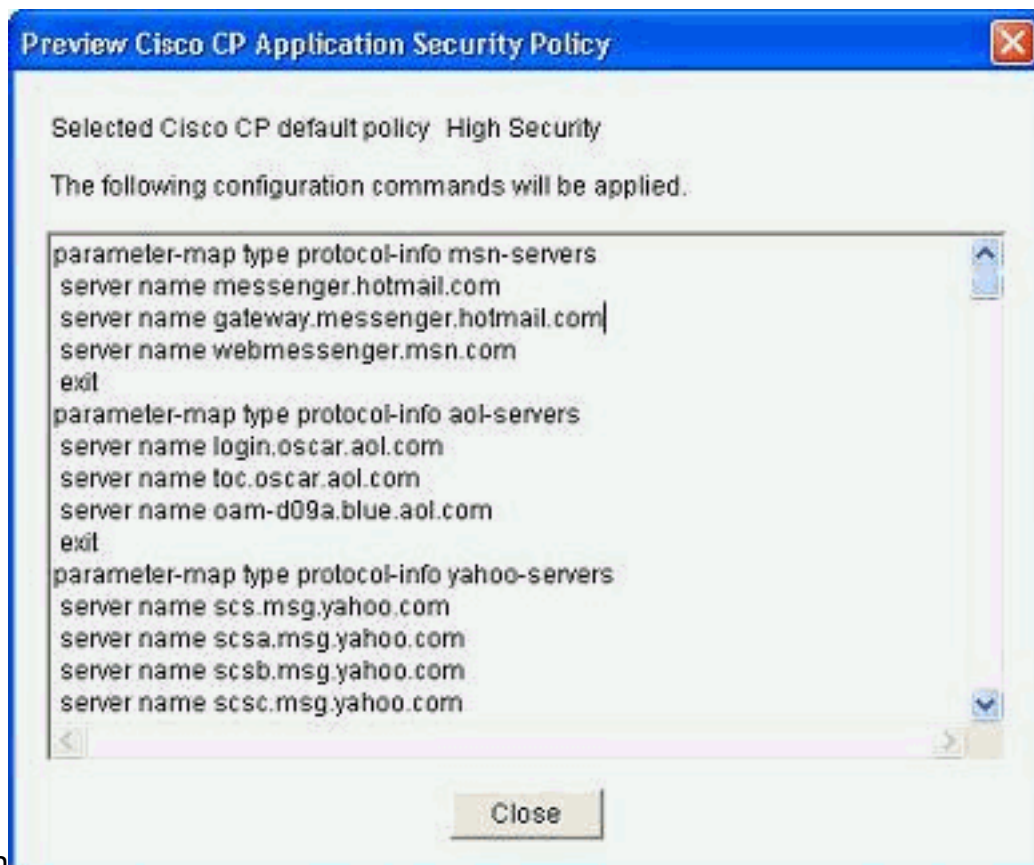 Preview Cisco CP Application Security Policy
Selected Cisco CP default policy High Security
The following configuration commands will be applied.
parameter-map type protocol-info msn-servers
server name messenger.hotmail.com
server name gateway.messenger.hotmail.com
server name webmessenger.msn.com
exit
parameter-map type protocol-info aol-servers
server name login.oscar.aol.com
server name toc.oscar.aol.com
server name oam-d09a.blue.aol.com
exit
parameter-map type protocol-info yahoo-servers
server name scs.msg.yahoo.com
server name scsa.msg.yahoo.com
server name scsb.msg.yahoo.com
server name scsc.msg.yahoo.com
Close